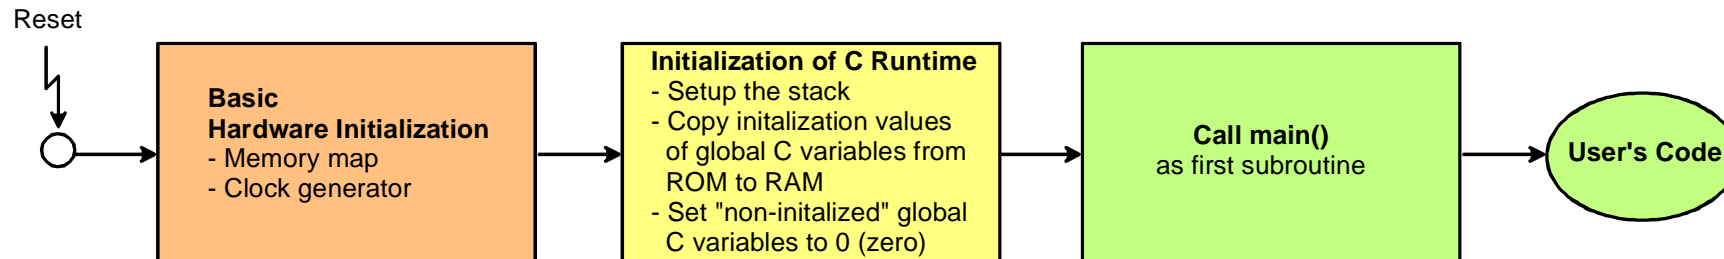 Reset
Basic
Hardware Initialization
- Memory map
- Clock generator
Initialization of C Runtime
- Setup the stack
- Copy initalization values
of global C variables from
ROM to RAM
- Set "non-initalized" global
C variables to 0 (zero)
Call main()
as first subroutine
User's Code